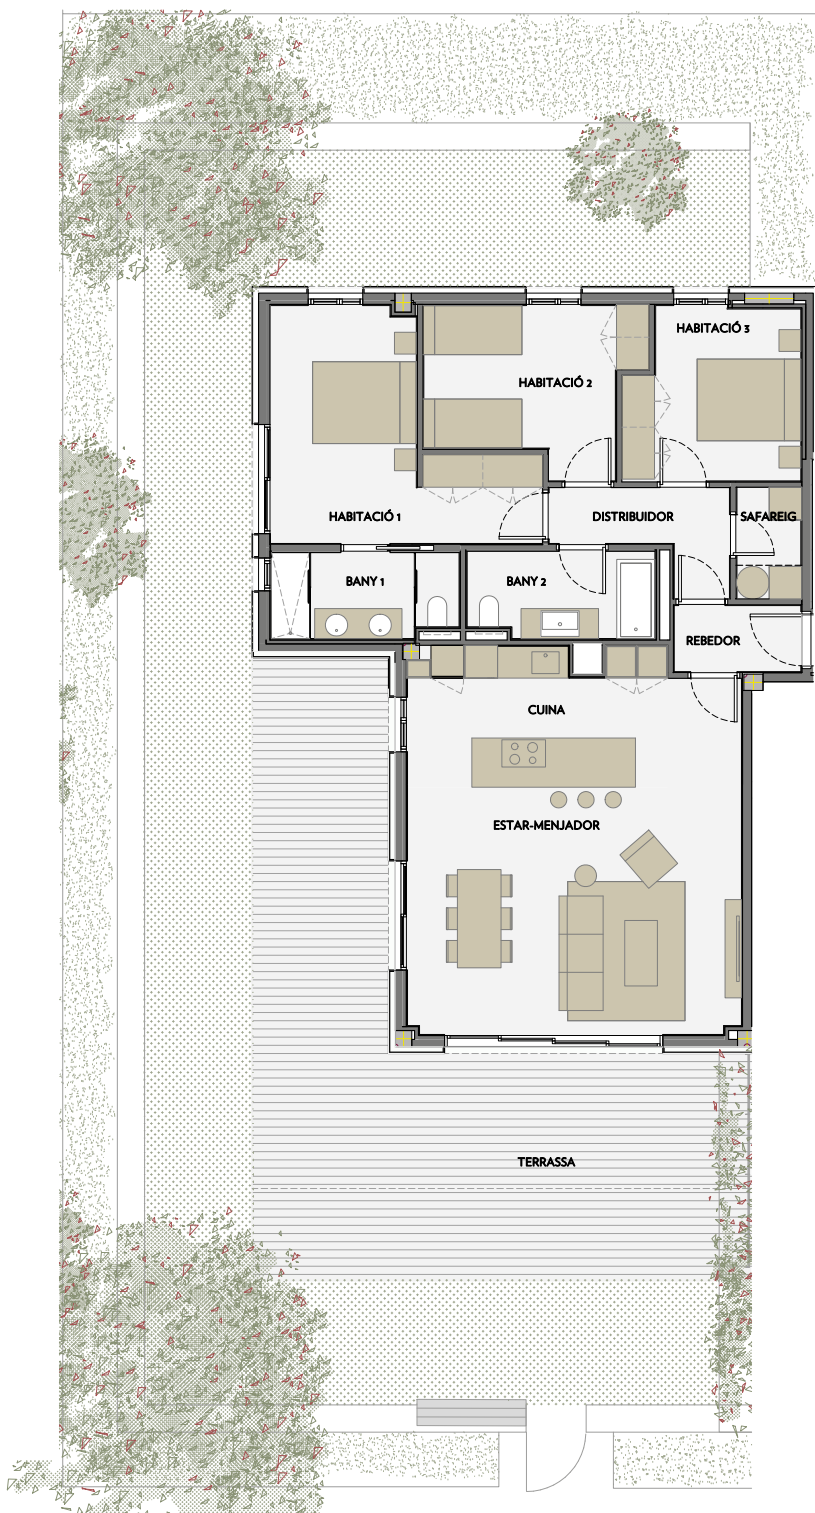 HABITACIÓ 3
HABITACIÓ 2
HABITACIÓ 1
DISTRIBUIDOR
SAFAREIG
BANY 1
BANY 2
REBEDOR
CUINA
ESTAR-MENJADOR
TERRASSA